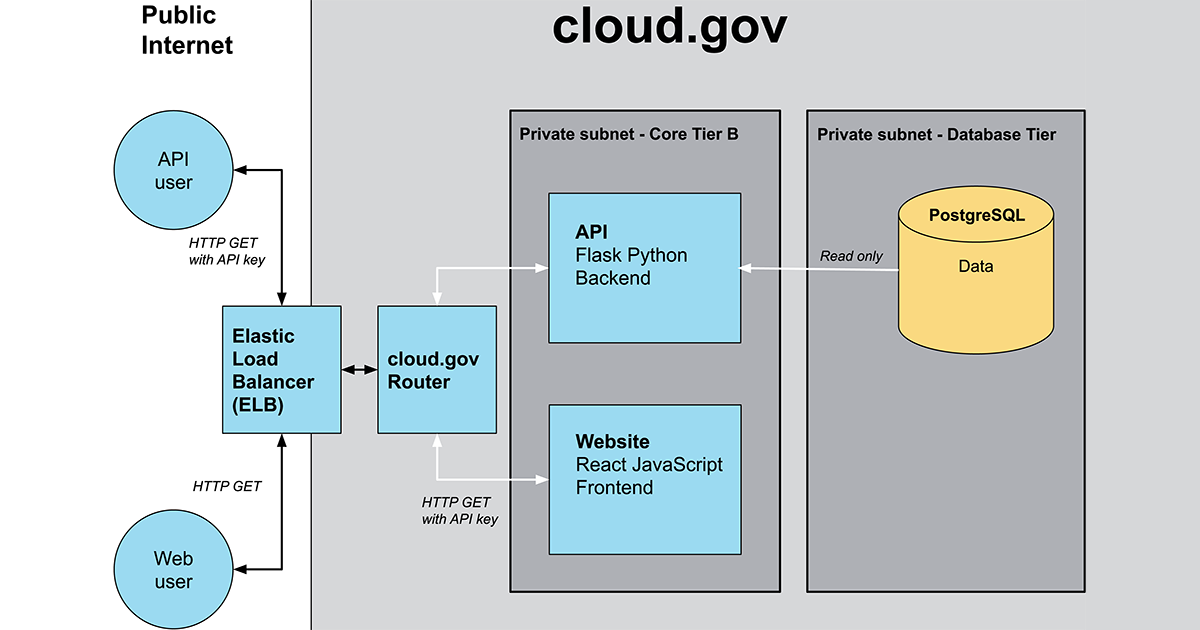 Public
Internet
cloud.gov
Private subnet - Core Tier B
Private subnet - Database Tier
API
user
HTTP GET
with API key
API
Flask Python
Backend
Read only
PostgreSQL
Data
Elastic
Load
Balancer
(ELB)
cloud.gov
Router
Website
React JavaScript
Frontend
HTTP GET
HTTP GET
with API key
Web
user